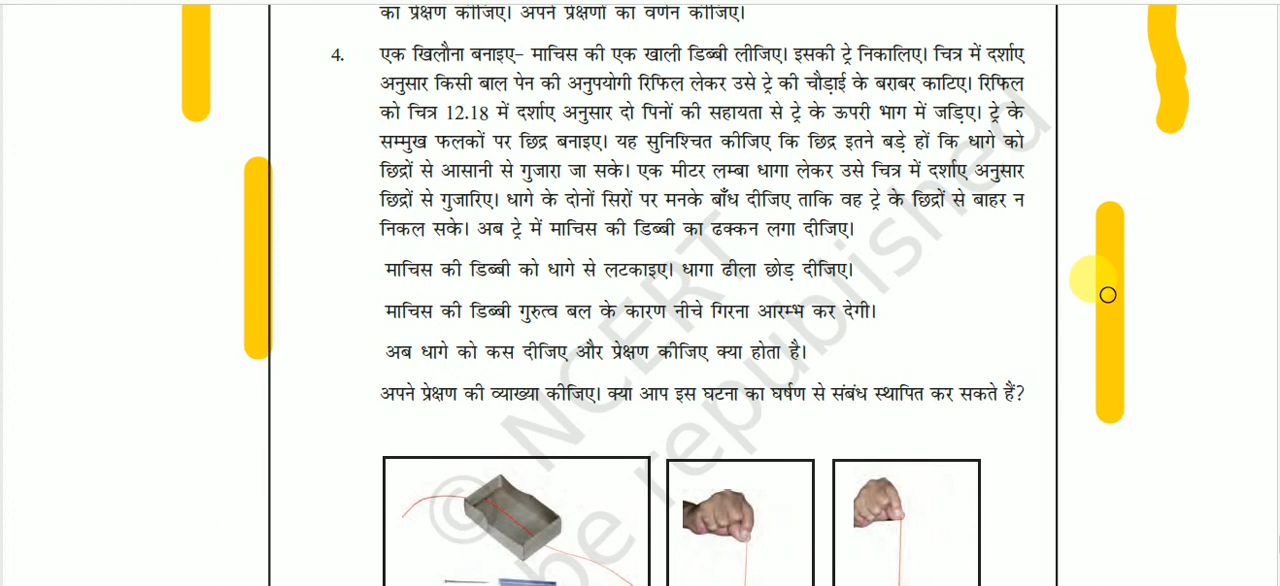 का प्रेक्षण कीजिए। अपने प्रेक्षणों का वर्णन कीजिए।
4. एक खिलौना बनाइए– माचिस की एक खाली डिब्बी लीजिए। इसकी ट्रे निकालिए। चित्र में दर्शाए
अनुसार किसी बाल पेन की अनुपयोगी रिफिल लेकर उसे ट्रे की चौड़ाई के बराबर काटिए। रिफिल
को चित्र 12.18 में दर्शाए अनुसार दो पिनों की सहायता से ट्रे के ऊपरी भाग में जड़िए। ट्रे के
सम्मुख फलकों पर छिद्र बनाइए। यह सुनिश्चित कीजिए कि छिद्र इतने बड़े हों कि धागे को
छिद्रों से आसानी से गुजारा जा सके। एक मीटर लम्बा धागा लेकर उसे चित्र में दर्शाए अनुसार
छिद्रों से गुजारिए। धागे के दोनों सिरों पर मनके बाँध दीजिए ताकि वह ट्रे के छिद्रों से बाहर न
निकल सके। अब ट्रे में माचिस की डिब्बी का ढक्कन लगा दीजिए।
माचिस की डिब्बी को धागे से लटकाइए। धागा ढीला छोड़ दीजिए।
माचिस की डिब्बी गुरुत्व बल के कारण नीचे गिरना आरम्भ कर देगी।
अब धागे को कस दीजिए और प्रेक्षण कीजिए क्या होता है।
अपने प्रेक्षण की व्याख्या कीजिए। क्या आप इस घटना का घर्षण से संबंध स्थापित कर सकते हैं?
© NCERT
be republished